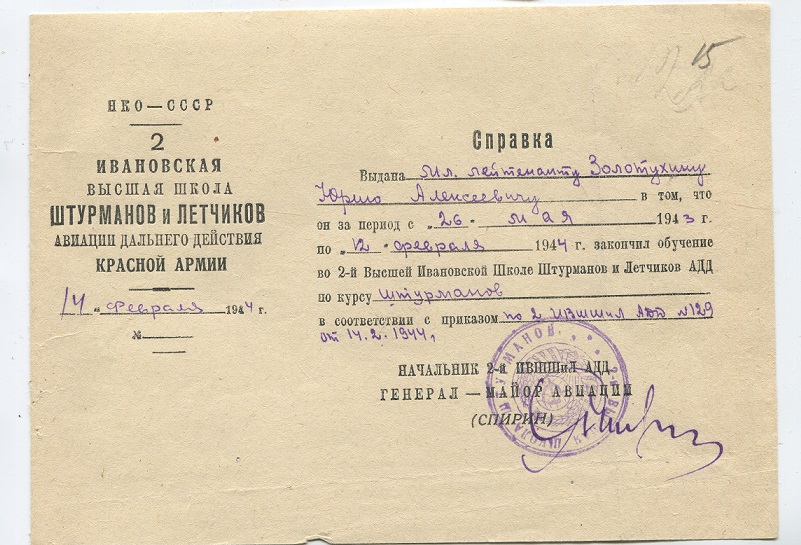 15
НКО—СССР
2
ИВАНОВСКАЯ
ВЫСШАЯ ШКОЛА
ШТУРМАНОВ и ЛЕТЧИКОВ
АВИАЦИИ ДАЛЬНЕГО ДЕЙСТВИЯ
КРАСНОЙ АРМИИ
„14„ февраля 1944 г.
№
Справка
Выдана Мл. лейтенанту Золотухину
Юрию Алексеевичу в том, что
он за период с „26„ мая 1943 г.
по „12„ февраля 1944 г. закончил обучение
во 2-й Высшей Ивановской Школе Штурманов и Летчиков АДД
по курсу штурманов
в соответствии с приказом по 2 ИВШШиЛ АДД №129
от 14.2.1944,
НАЧАЛЬНИК 2-й ИВШШиЛ АДД.
ГЕНЕРАЛ—МАЙОР АВИАЦИИ
(СПИРИН)